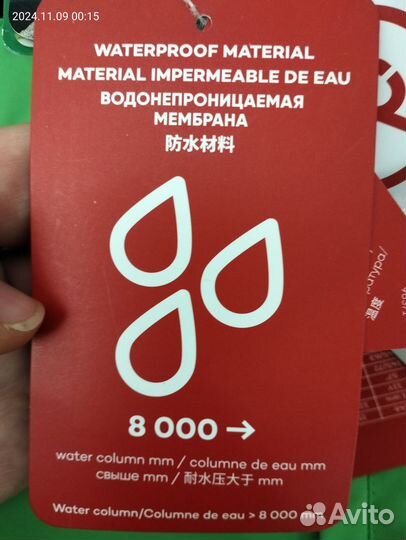 2024.11.09 00:15
WATERPROOF MATERIAL
MATERIAL IMPERMEABLE DE EAU
ВОДОНЕПРОНИЦАЕМАЯ
МЕМБРАНА
防水材料
8 000 →
water column mm / columne de eau mm
свыше mm / 耐水压大于 mm
Water column/Columne de eau > 8 000 mm
Avito